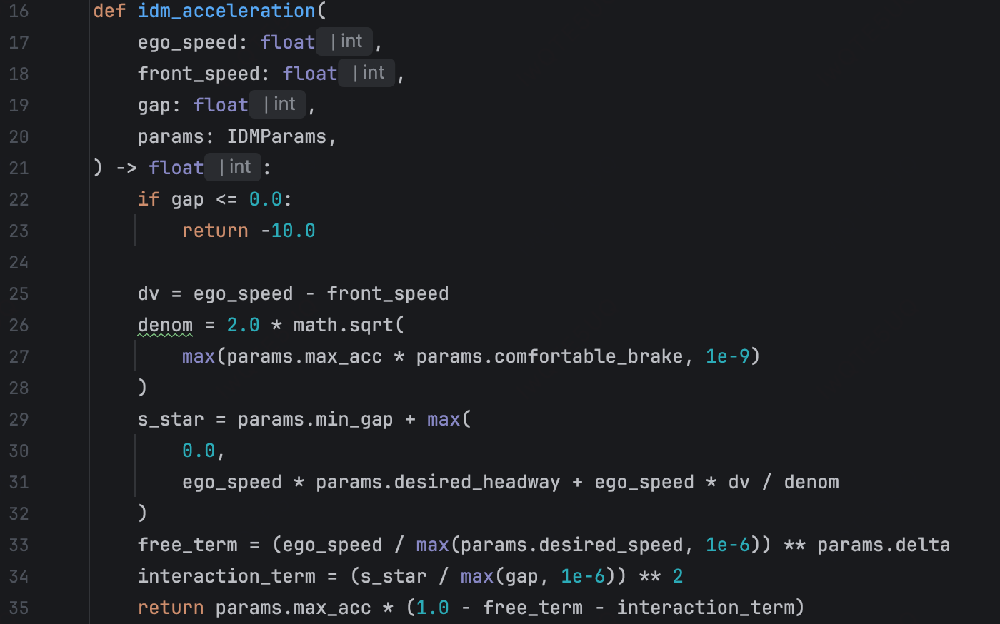 16 def idm_acceleration(
17     ego_speed: float | int,
18     front_speed: float | int,
19     gap: float | int,
20     params: IDMParams,
21 ) -> float | int:
22     if gap <= 0.0:
23         return -10.0
24
25     dv = ego_speed - front_speed
26     denom = 2.0 * math.sqrt(
27         max(params.max_acc * params.comfortable_brake, 1e-9)
28     )
29     s_star = params.min_gap + max(
30         0.0,
31         ego_speed * params.desired_headway + ego_speed * dv / denom
32     )
33     free_term = (ego_speed / max(params.desired_speed, 1e-6)) ** params.delta
34     interaction_term = (s_star / max(gap, 1e-6)) ** 2
35     return params.max_acc * (1.0 - free_term - interaction_term)